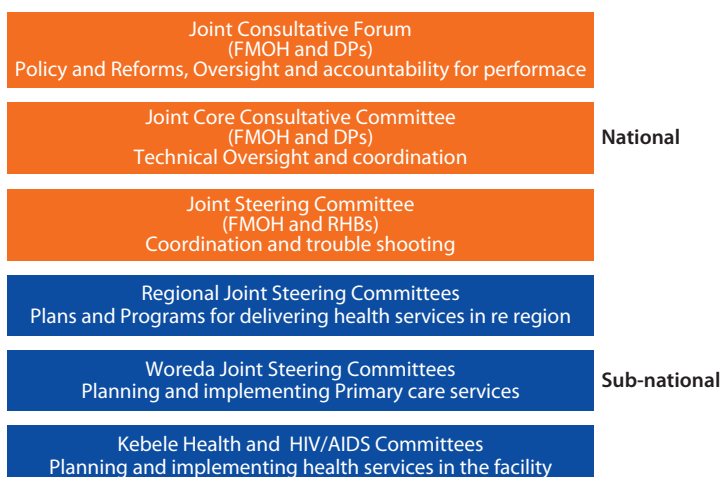 Joint Consultative Forum
(FMOH and DPs)
Policy and Reforms, Oversight and accountability for performace
Joint Core Consultative Committee
(FMOH and DPs)
Technical Oversight and coordination
National
Joint Steering Committee
(FMOH and RHBs)
Coordination and trouble shooting
Regional Joint Steering Committees
Plans and Programs for delivering health services in re region
Woreda Joint Steering Committees
Planning and implementing Primary care services
Sub-national
Kebele Health and HIV/AIDS Committees
Planning and implementing health services in the facility